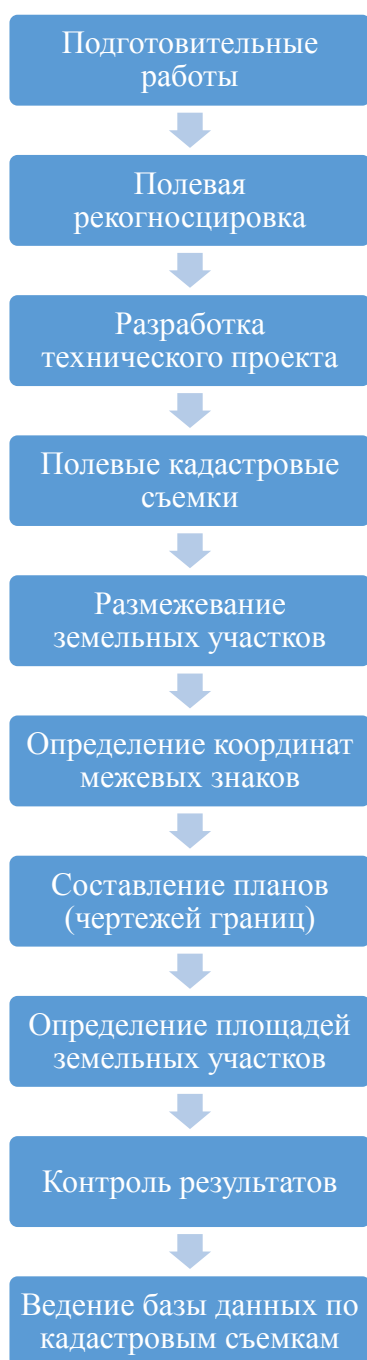 Подготовительные
работы
Полевая
рекогносцировка
Разработка
технического проекта
Полевые кадастровые
съемки
Размежевание
земельных участков
Определение координат
межевых знаков
Составление планов
(чертежей границ)
Определение площадей
земельных участков
Контроль результатов
Ведение базы данных по
кадастровым съемкам